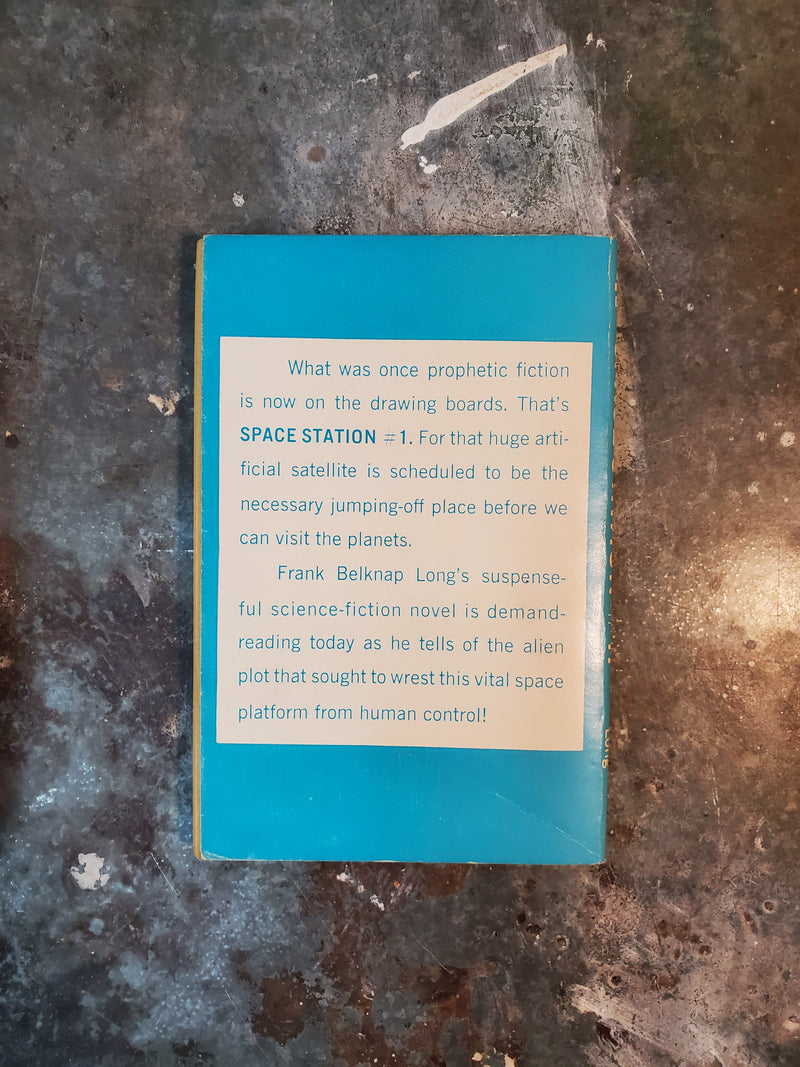 What was once prophetic fiction
is now on the drawing boards. That's
SPACE STATION #1. For that huge arti-
ficial satellite is scheduled to be the
necessary jumping-off place before we
can visit the planets.
Frank Belknap Long's suspense-
ful science-fiction novel is demand-
reading today as he tells of the alien
plot that sought to wrest this vital space
platform from human control!
Long